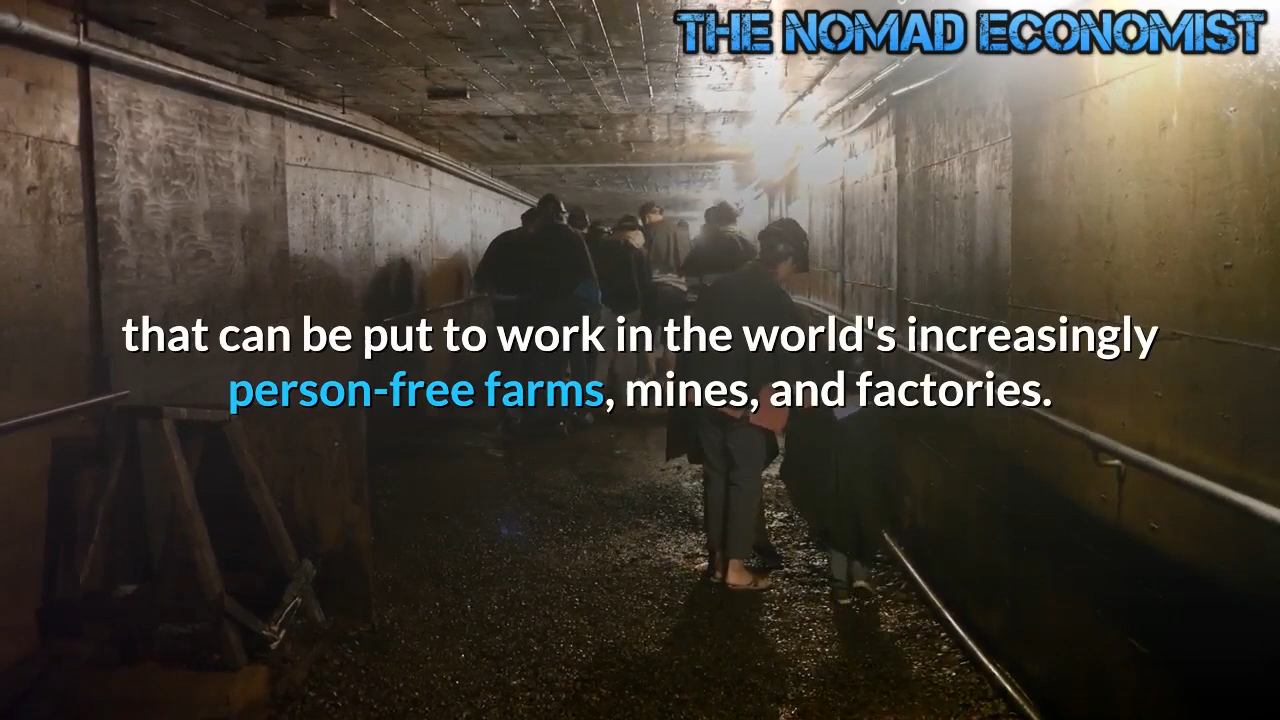 THE NOMAD ECONOMIST
that can be put to work in the world's increasingly
person-free farms, mines, and factories.